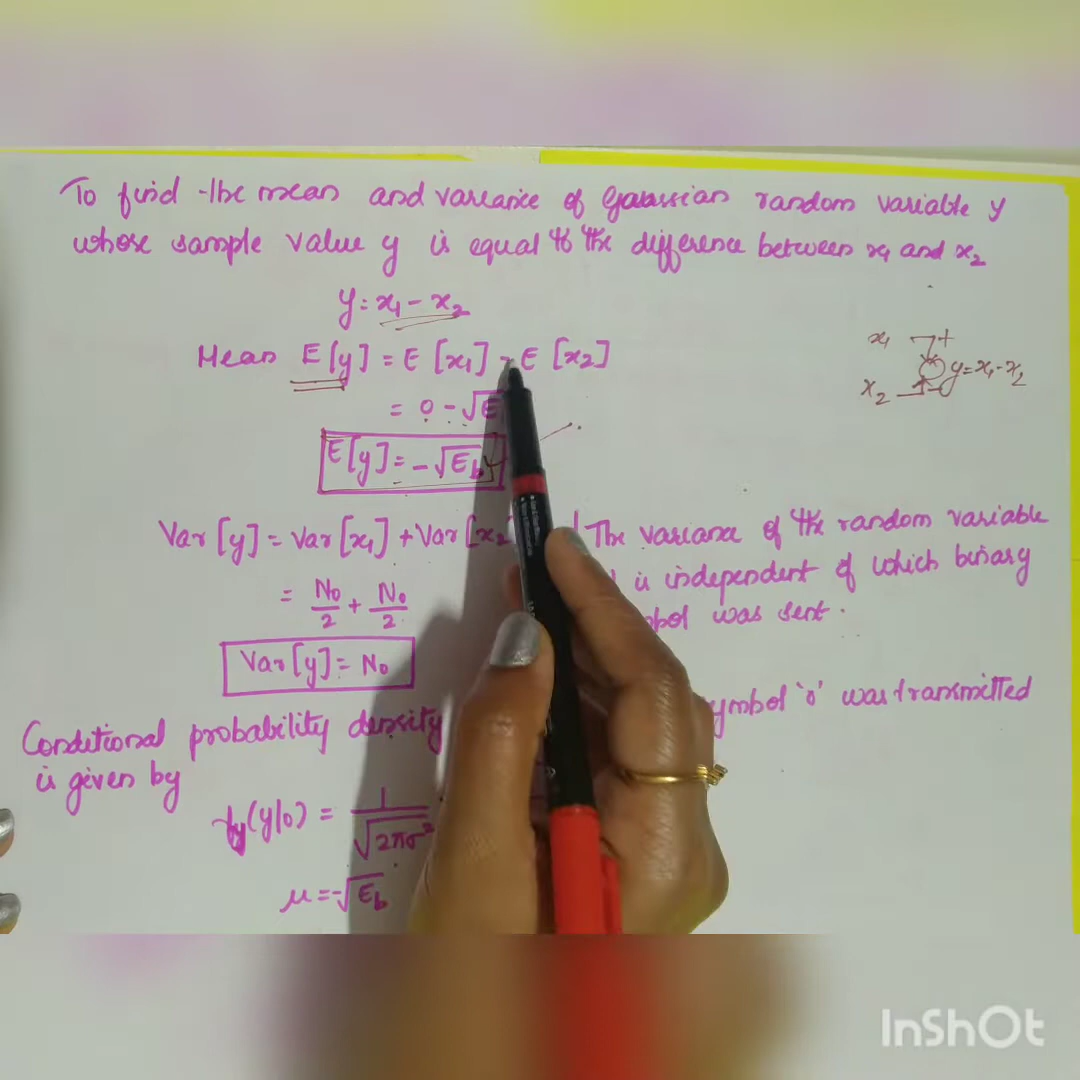 To find the mean and variance of Gaussian random variable Y
whose sample value y is equal to the difference between x1 and x2
y = x1 - x2
Mean E[y] = E[x1] - E[x2]
= 0 - √E
E[y] = -√Eb
x1 +
y = x1 - x2
x2 -
Var[y] = Var[x1] + Var[x2
= N0/2 + N0/2
Var[y] = N0
The variance of the random variable
is independent of which binary
was sent.
Conditional probability density symbol '0' was transmitted
is given by
fy(y|0) = 1/√2πσ²
μ = -√Eb
InShOt